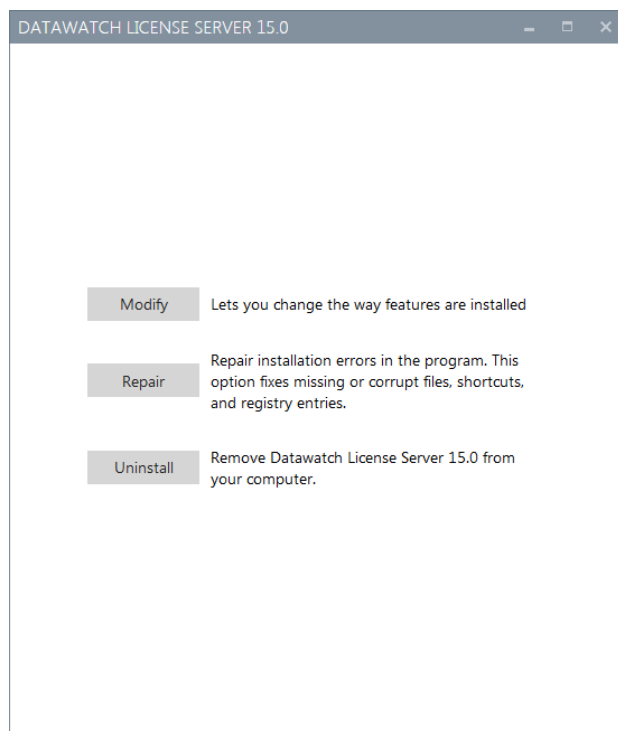 DATAWATCH LICENSE SERVER 15.0
Modify
Lets you change the way features are installed
Repair
Repair installation errors in the program. This
option fixes missing or corrupt files, shortcuts,
and registry entries.
Uninstall
Remove Datawatch License Server 15.0 from
your computer.